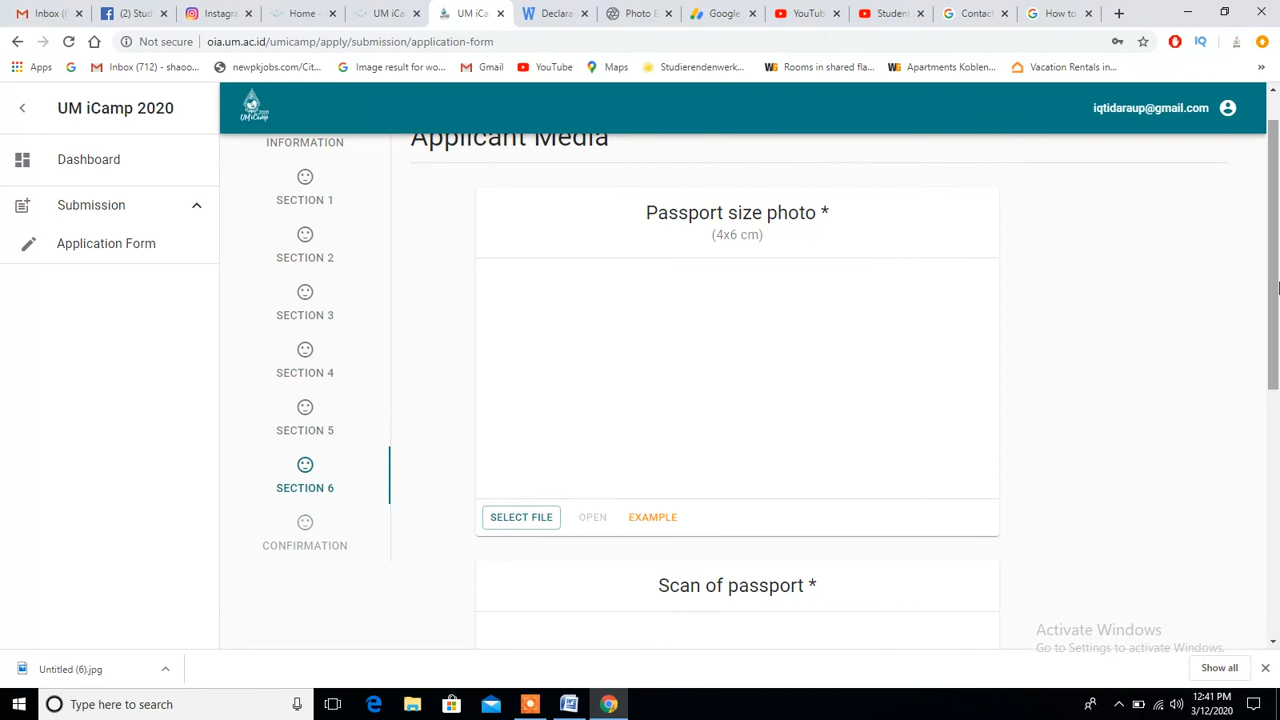 Inbox (
(2) Stud
Instagra
Home -
UM iCa
UM iCa
Declara
Photo E
Google
YouTub
Student
Contac
How to
Not secure | oia.um.ac.id/umicamp/apply/submission/application-form
IQ
Apps
Inbox (712) - shaoo...
newpkjobs.com/Cit...
Image result for wo...
Gmail
YouTube
Maps
Studierendenwerk...
Rooms in shared fla...
Apartments Koblen...
Vacation Rentals in...
UM iCamp 2020
UMiCamp
iqtidaraup@gmail.com
Dashboard
Submission
Application Form
INFORMATION
SECTION 1
SECTION 2
SECTION 3
SECTION 4
SECTION 5
SECTION 6
CONFIRMATION
Applicant Media
Passport size photo *
(4x6 cm)
SELECT FILE OPEN EXAMPLE
Scan of passport *
Activate Windows
Go to Settings to activate Windows.
Untitled (6).jpg
Show all
Type here to search
12:41 PM
3/12/2020